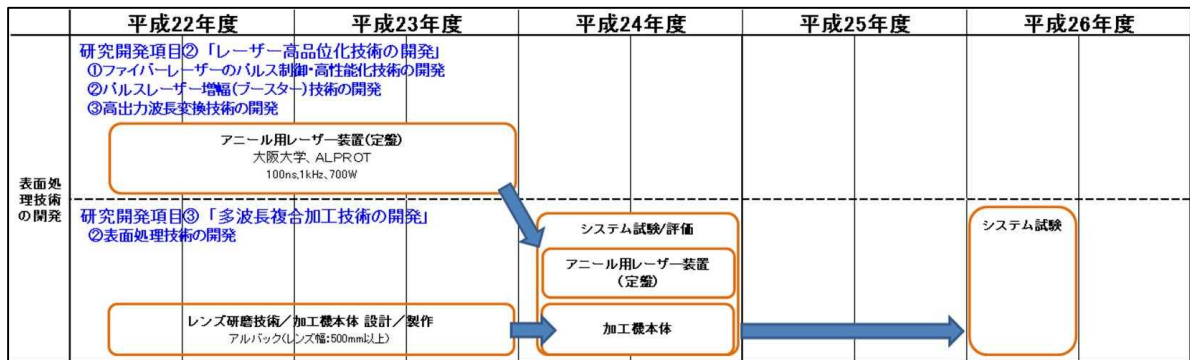 平成22年度 平成23年度 平成24年度 平成25年度 平成26年度
表面処
理技術
の開発
研究開発項目②「レーザー高品位化技術の開発」
①ファイバーレーザーのパルス制御・高性能化技術の開発
②パルスレーザー増幅(ブースター)技術の開発
③高出力波長変換技術の開発
アニール用レーザー装置(定盤)
大阪大学、ALPROT
100ns,1kHz、700W
研究開発項目③「多波長複合加工技術の開発」
②表面処理技術の開発
システム試験/評価
アニール用レーザー装置
(定盤)
システム試験
レンズ研磨技術/加工機本体 設計/製作
アルバック(レンズ幅:500mm以上)
加工機本体